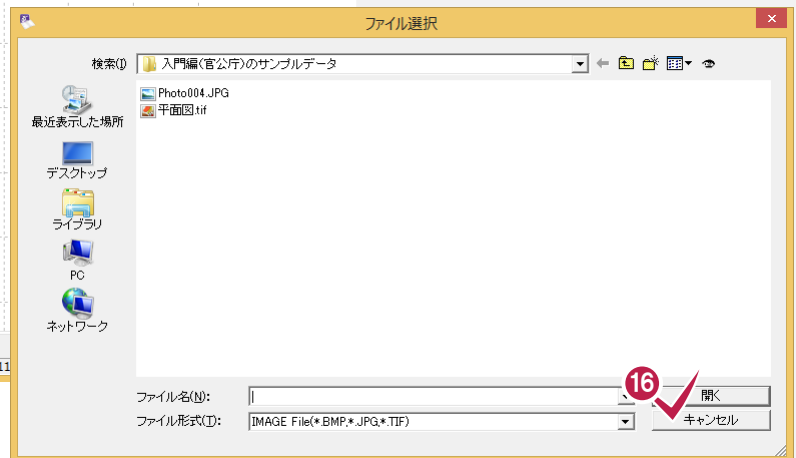 ファイル選択
検索(I)
入門編(官公庁)のサンプルデータ
Photo004.JPG
平面図.tif
最近表示した場所
デスクトップ
ライブラリ
PC
ネットワーク
11
ファイル名(N):
16
開く
ファイル形式(T):
IMAGE File(*.BMP,*.JPG,*.TIF)
キャンセル